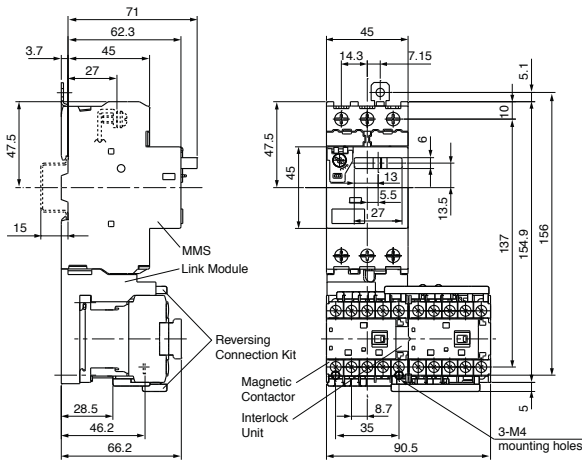 71
62.3
3.7
45
27
47.5
15
MMS
Link Module
Reversing
Connection Kit
28.5
46.2
66.2
45
14.3
7.15
5.1
10
47.5
45
6
13
5.5
27
13.5
137
154.9
156
Magnetic
Contactor
Interlock
Unit
8.7
35
90.5
5
3-M4
mounting holes